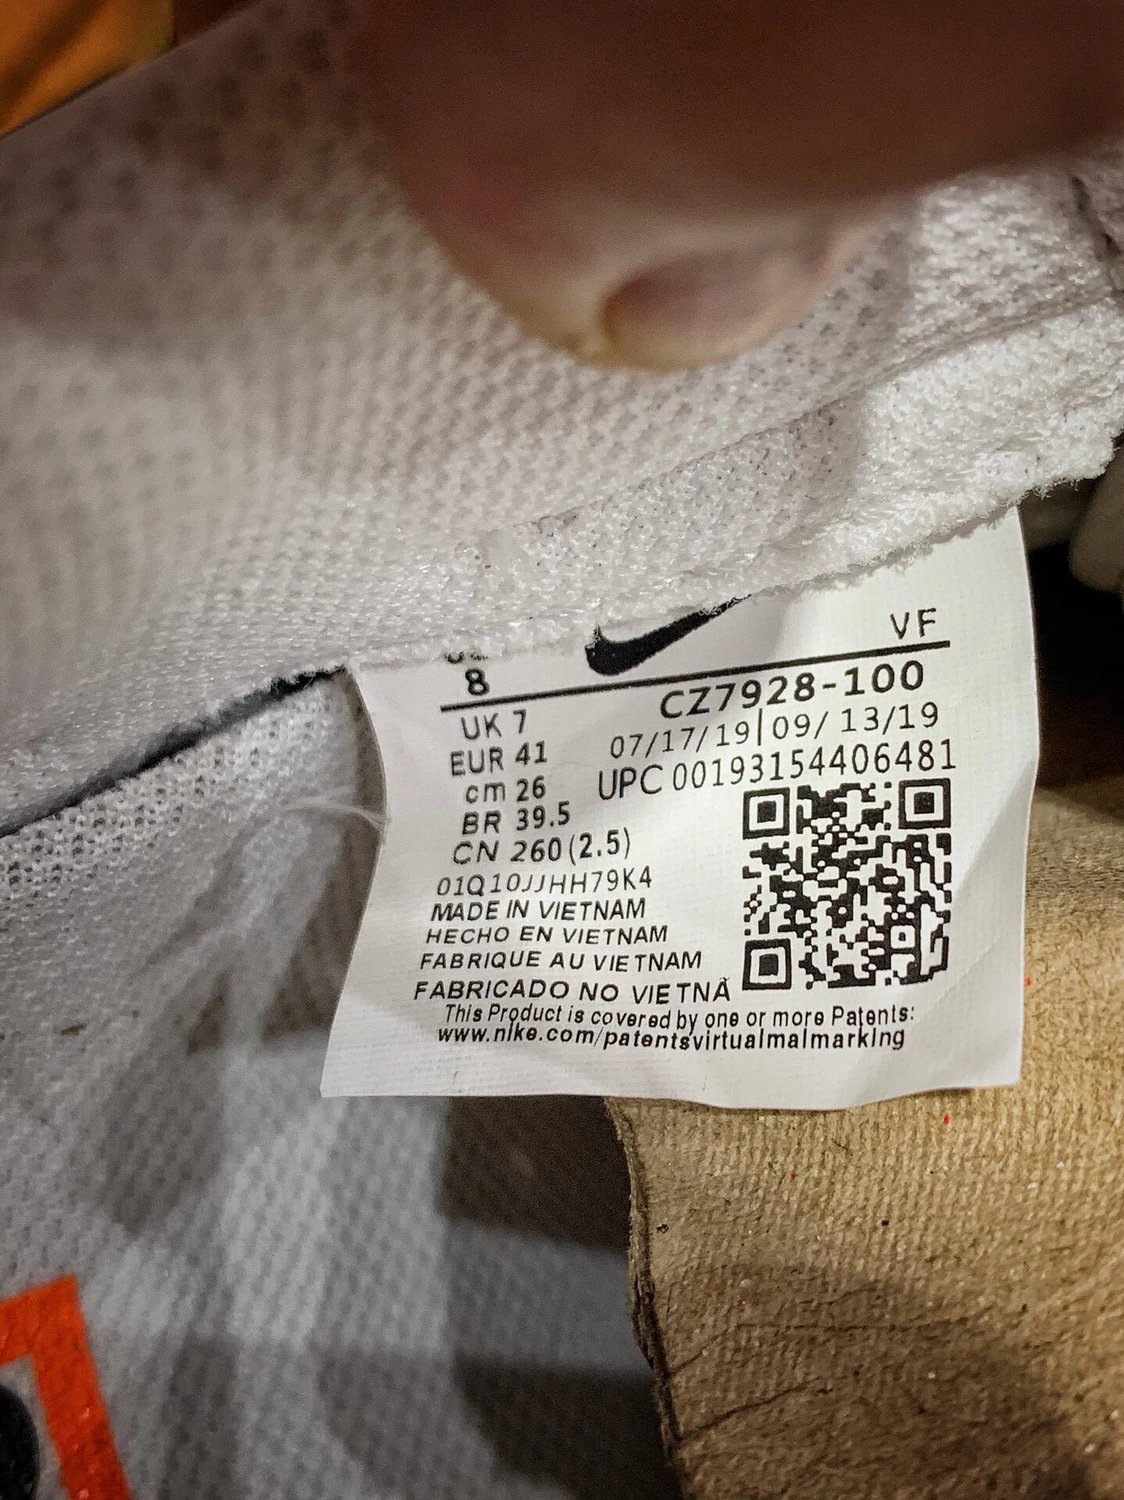 VF
8
CZ7928-100
UK 7
07/17/19|09/ 13/19
EUR 41
UPC 00193154406481
cm 26
BR 39.5
CN 260 (2.5)
01Q10JJHH79K4
MADE IN VIETNAM
HECHO EN VIETNAM
FABRIQUE AU VIETNAM
FABRICADO NO VIETNÃ
This Product is covered by one or more Patents:
www.nike.com/patentsvirtualmalmarking